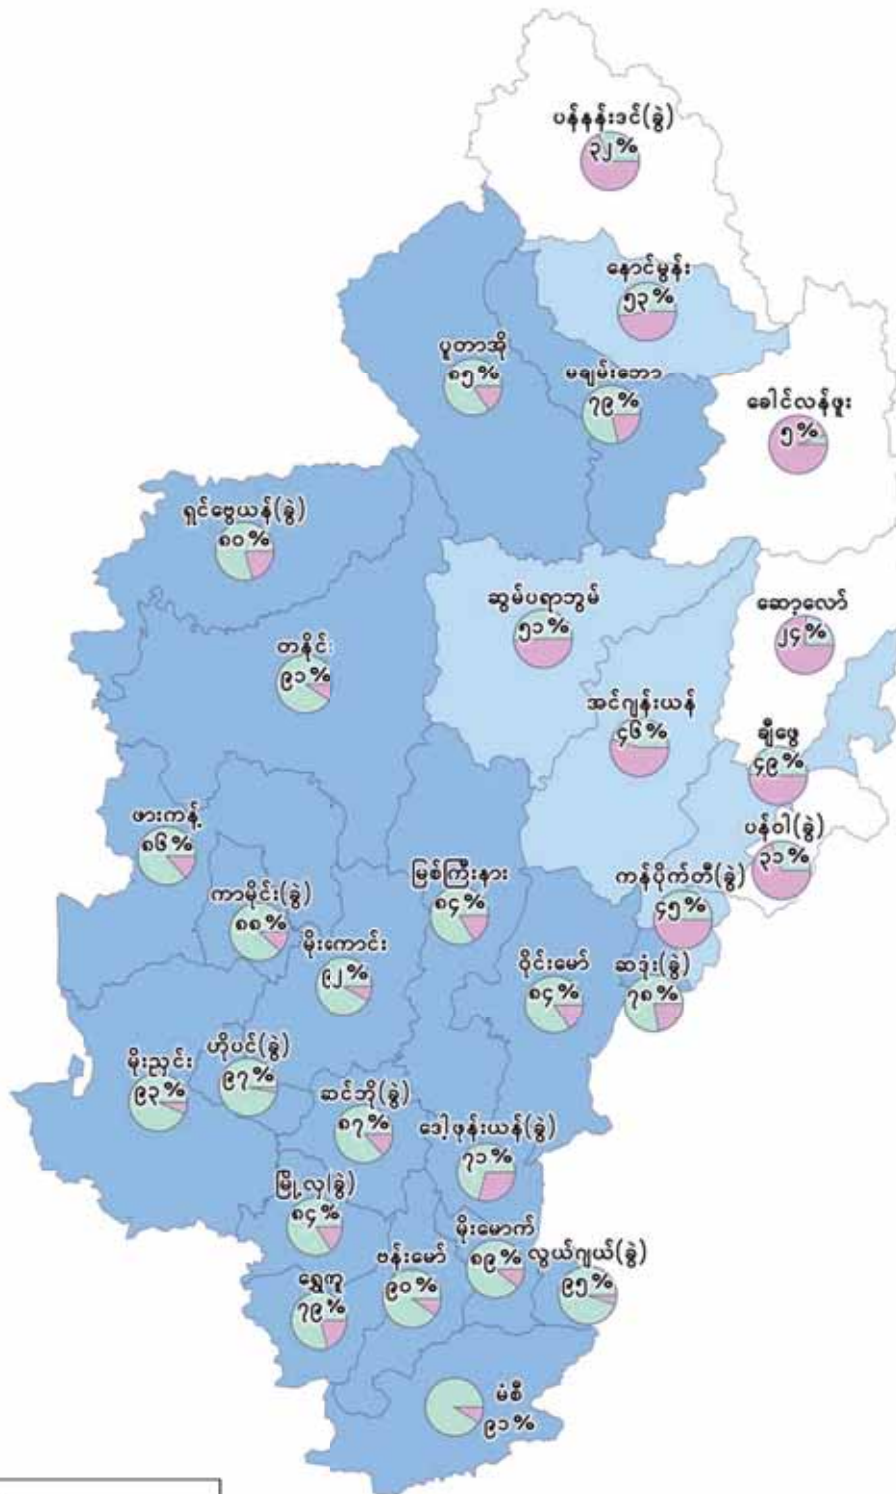 ပန်နန်းဒင်(ခွဲ)
၃၂%
နောင်မွန်း
၅၃%
ပူတာအို
၈၅%
မချမ်းဘော
၇၉%
ခေါင်လန်ဖူး
၅%
ရှင်ဗွေယန်(ခွဲ)
၈၀%
ဆွမ်ပရာဘွမ်
၅၁%
ဆော့လော်
၂၄%
တနိုင်း
၉၁%
အင်ဂျန်းယန်
၄၆%
ချီဖွေ
၄၉%
ဖားကန့်
၈၆%
ပန်ဝါ(ခွဲ)
၃၁%
မြစ်ကြီးနား
၈၄%
ကန်ပိုက်တီ(ခွဲ)
၄၅%
ကာမိုင်း(ခွဲ)
၈၈%
မိုးကောင်း
၉၂%
ဝိုင်းမော်
၈၄%
ဆဒုံး(ခွဲ)
၇၈%
မိုးညှင်း
၉၃%
ဟိုပင်(ခွဲ)
၉၇%
ဆင်ဘို(ခွဲ)
၈၇%
ဒေါ့ဖုန်းယန်(ခွဲ)
၇၁%
မြို့လှ(ခွဲ)
၈၄%
မိုးမောက်
၈၉%
လွယ်ဂျယ်(ခွဲ)
၉၅%
ဗန်းမော်
၉၀%
ရွှေကူ
၇၉%
မံစီ
၉၁%